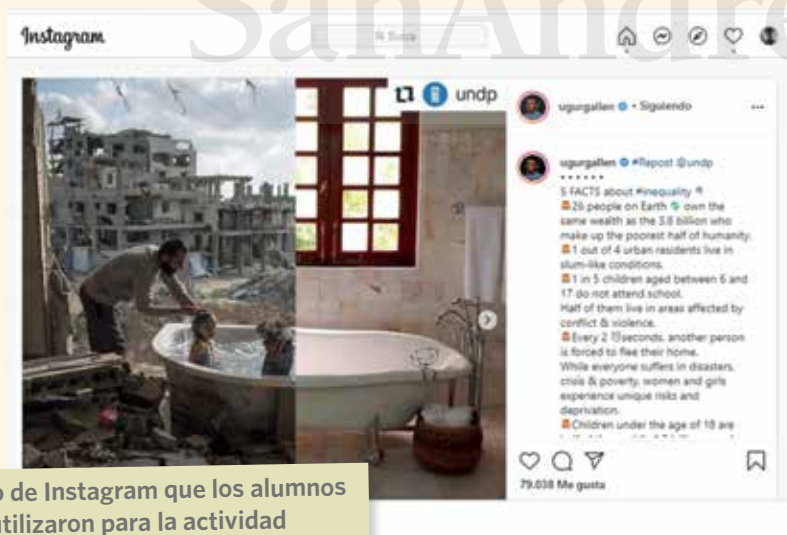 SanAndre
Instagram
undp
ugurgallen • Siguiendo
ugurgallen #Repost @undp
5 FACTS about #inequality
26 people on Earth own the
same wealth as the 3.8 billion who
make up the poorest half of humanity.
1 out of 4 urban residents live in
slum-like conditions.
1 in 5 children aged between 6 and
17 do not attend school.
Half of them live in areas affected by
conflict & violence.
Every 2 seconds, another person
is forced to flee their home.
While everyone suffers in disasters,
crisis & poverty, women and girls
experience unique risks and
deprivation.
Children under the age of 18 are
79.038 Me gusta
de Instagram que los alumnos
utilizaron para la actividad